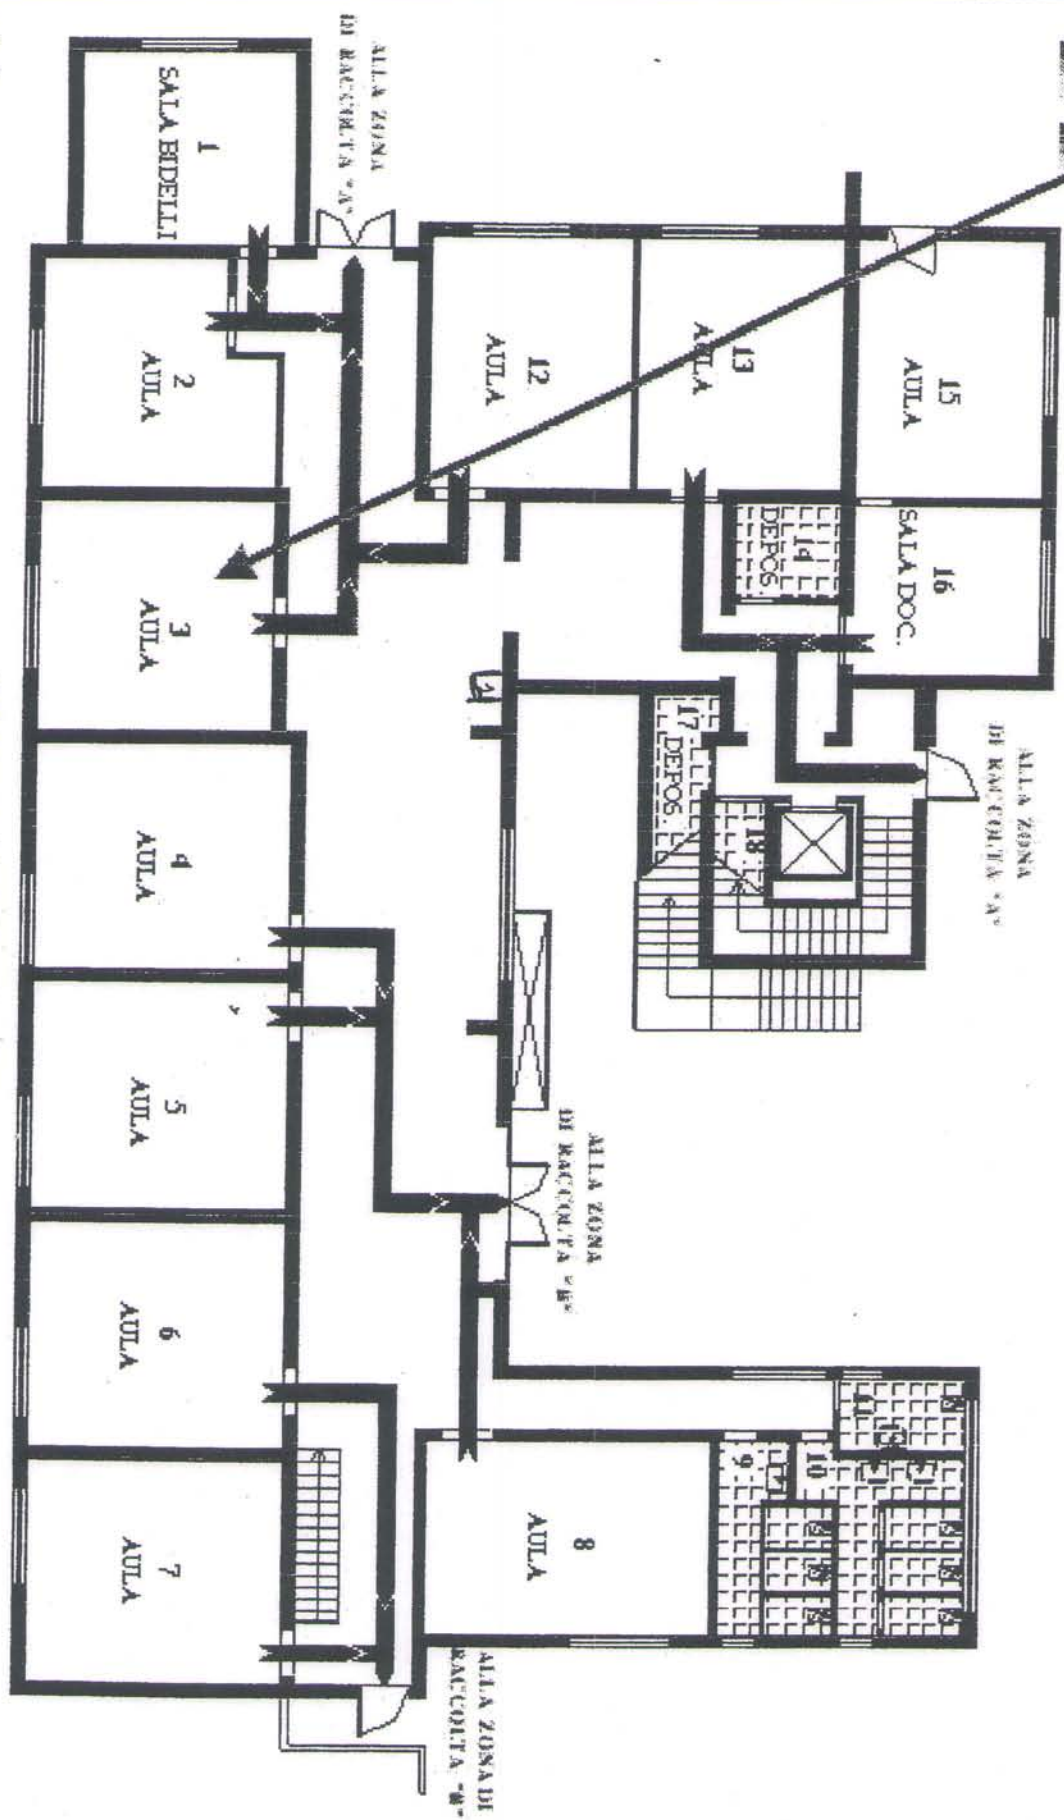 ALLA ZONA
DI RACCOLTA "A"
1
SALA BIDELLI
2
AULA
3
AULA
4
AULA
5
AULA
6
AULA
7
AULA
8
AULA
9
10
11
12
AULA
13
AULA
14
DEPOS.
15
AULA
16
SALA DOC.
17
DEPOS.
18
ALLA ZONA
DI RACCOLTA "A"
ALLA ZONA
DI RACCOLTA "B"
ALLA ZONA DI
RACCOLTA "B"